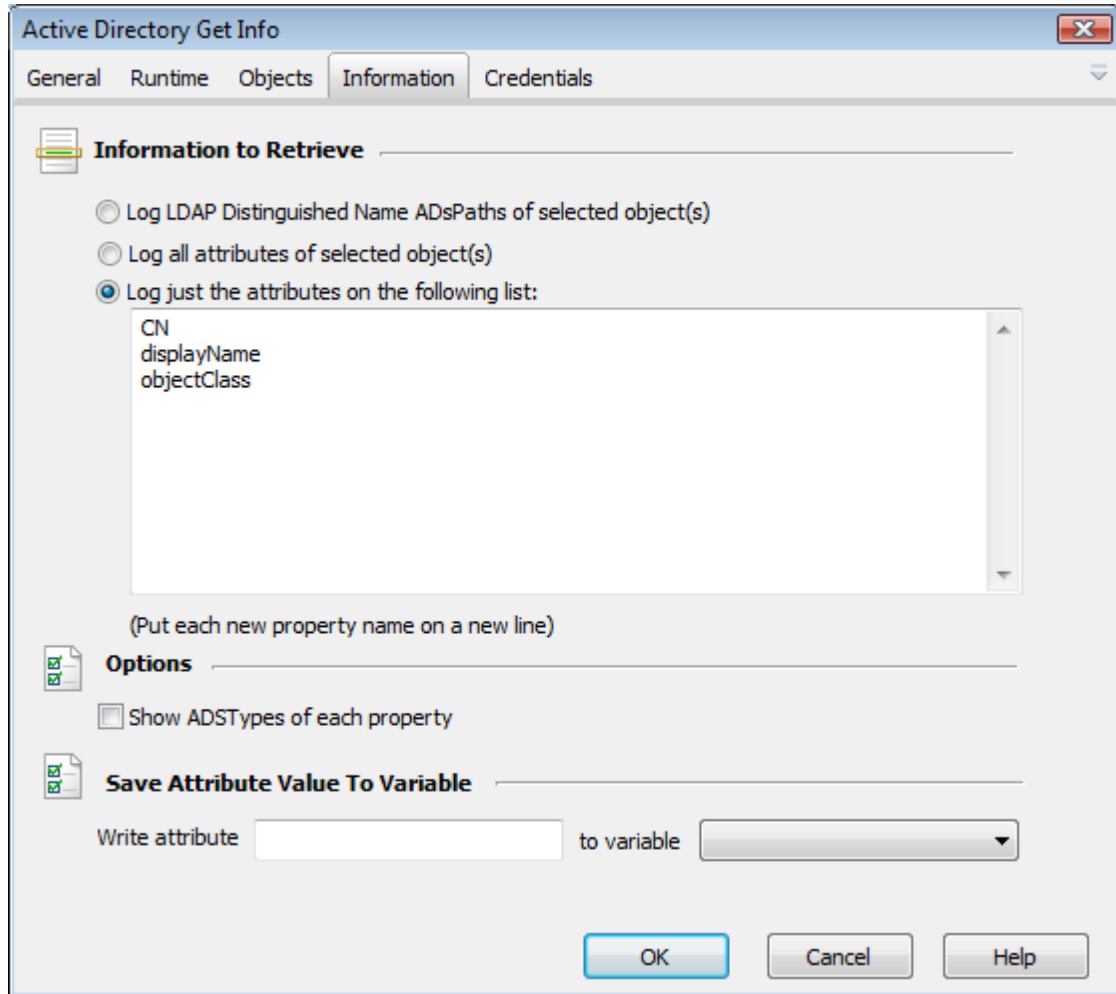 Active Directory Get Info
General Runtime Objects Information Credentials
Information to Retrieve
Log LDAP Distinguished Name ADsPaths of selected object(s)
Log all attributes of selected object(s)
Log just the attributes on the following list:
CN
displayName
objectClass
(Put each new property name on a new line)
Options
Show ADSTypes of each property
Save Attribute Value To Variable
Write attribute to variable
OK Cancel Help